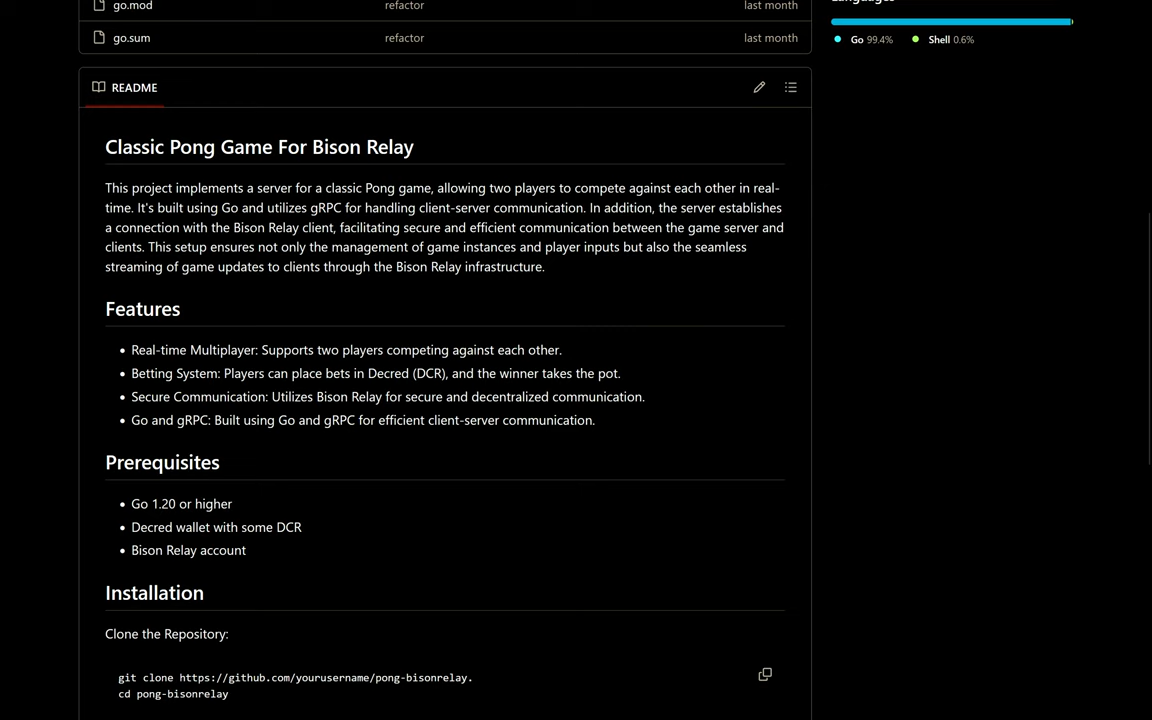 go.mod refactor last month
go.sum refactor last month
Go 99.4% Shell 0.6%
README
Classic Pong Game For Bison Relay
This project implements a server for a classic Pong game, allowing two players to compete against each other in real-
time. It's built using Go and utilizes gRPC for handling client-server communication. In addition, the server establishes
a connection with the Bison Relay client, facilitating secure and efficient communication between the game server and
clients. This setup ensures not only the management of game instances and player inputs but also the seamless
streaming of game updates to clients through the Bison Relay infrastructure.
Features
• Real-time Multiplayer: Supports two players competing against each other.
• Betting System: Players can place bets in Decred (DCR), and the winner takes the pot.
• Secure Communication: Utilizes Bison Relay for secure and decentralized communication.
• Go and gRPC: Built using Go and gRPC for efficient client-server communication.
Prerequisites
• Go 1.20 or higher
• Decred wallet with some DCR
• Bison Relay account
Installation
Clone the Repository:
git clone https://github.com/yourusername/pong-bisonrelay.
cd pong-bisonrelay